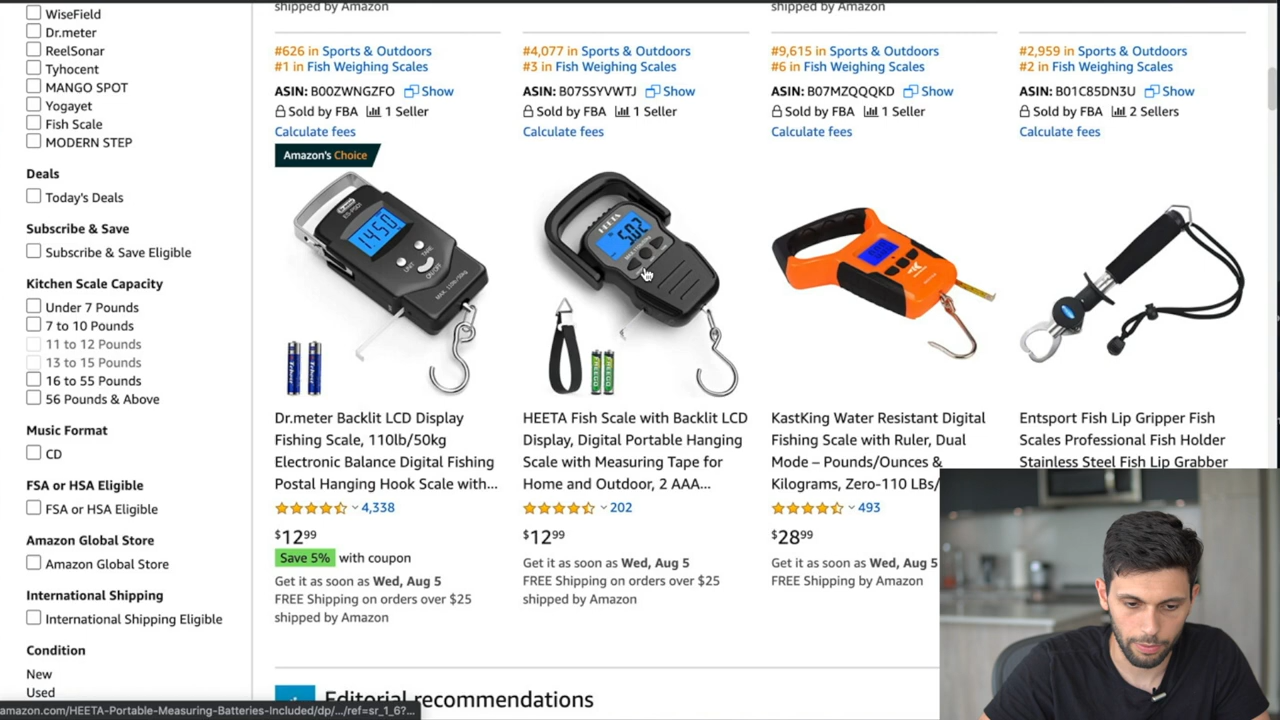 WiseField
Dr.meter
ReelSonar
Tyhocent
MANGO SPOT
Yogayet
Fish Scale
MODERN STEP
Deals
Today's Deals
Subscribe & Save
Subscribe & Save Eligible
Kitchen Scale Capacity
Under 7 Pounds
7 to 10 Pounds
11 to 12 Pounds
13 to 15 Pounds
16 to 55 Pounds
56 Pounds & Above
Music Format
CD
FSA or HSA Eligible
FSA or HSA Eligible
Amazon Global Store
Amazon Global Store
International Shipping
International Shipping Eligible
Condition
New
Used
amazon.com/HEETA-Portable-Measuring-Batteries-Included/dp/.../ref=sr_1_6?...
shipped by Amazon
#626 in Sports & Outdoors
#1 in Fish Weighing Scales
ASIN: B00ZWNGZFO Show
Sold by FBA 1 Seller
Calculate fees
Amazon's Choice
1.450
UNIT
TARE
ON/OFF
Dr.meter Backlit LCD Display
Fishing Scale, 110lb/50kg
Electronic Balance Digital Fishing
Postal Hanging Hook Scale with...
4,338
$12.99
Save 5% with coupon
Get it as soon as Wed, Aug 5
FREE Shipping on orders over $25
shipped by Amazon
#4,077 in Sports & Outdoors
#3 in Fish Weighing Scales
ASIN: B07SSYVWTJ Show
Sold by FBA 1 Seller
Calculate fees
HEETA
502
HEETA Fish Scale with Backlit LCD
Display, Digital Portable Hanging
Scale with Measuring Tape for
Home and Outdoor, 2 AAA...
202
$12.99
Get it as soon as Wed, Aug 5
FREE Shipping on orders over $25
shipped by Amazon
shipped by Amazon
#9,615 in Sports & Outdoors
#6 in Fish Weighing Scales
ASIN: B07MZQQQKD Show
Sold by FBA 1 Seller
Calculate fees
KastKing Water Resistant Digital
Fishing Scale with Ruler, Dual
Mode – Pounds/Ounces &
Kilograms, Zero-110 LBs/
493
$28.99
Get it as soon as Wed, Aug 5
FREE Shipping by Amazon
#2,959 in Sports & Outdoors
#2 in Fish Weighing Scales
ASIN: B01C85DN3U Show
Sold by FBA 2 Sellers
Calculate fees
Entsport Fish Lip Gripper Fish
Scales Professional Fish Holder
Stainless Steel Fish Lip Grabber
Editorial recommendations